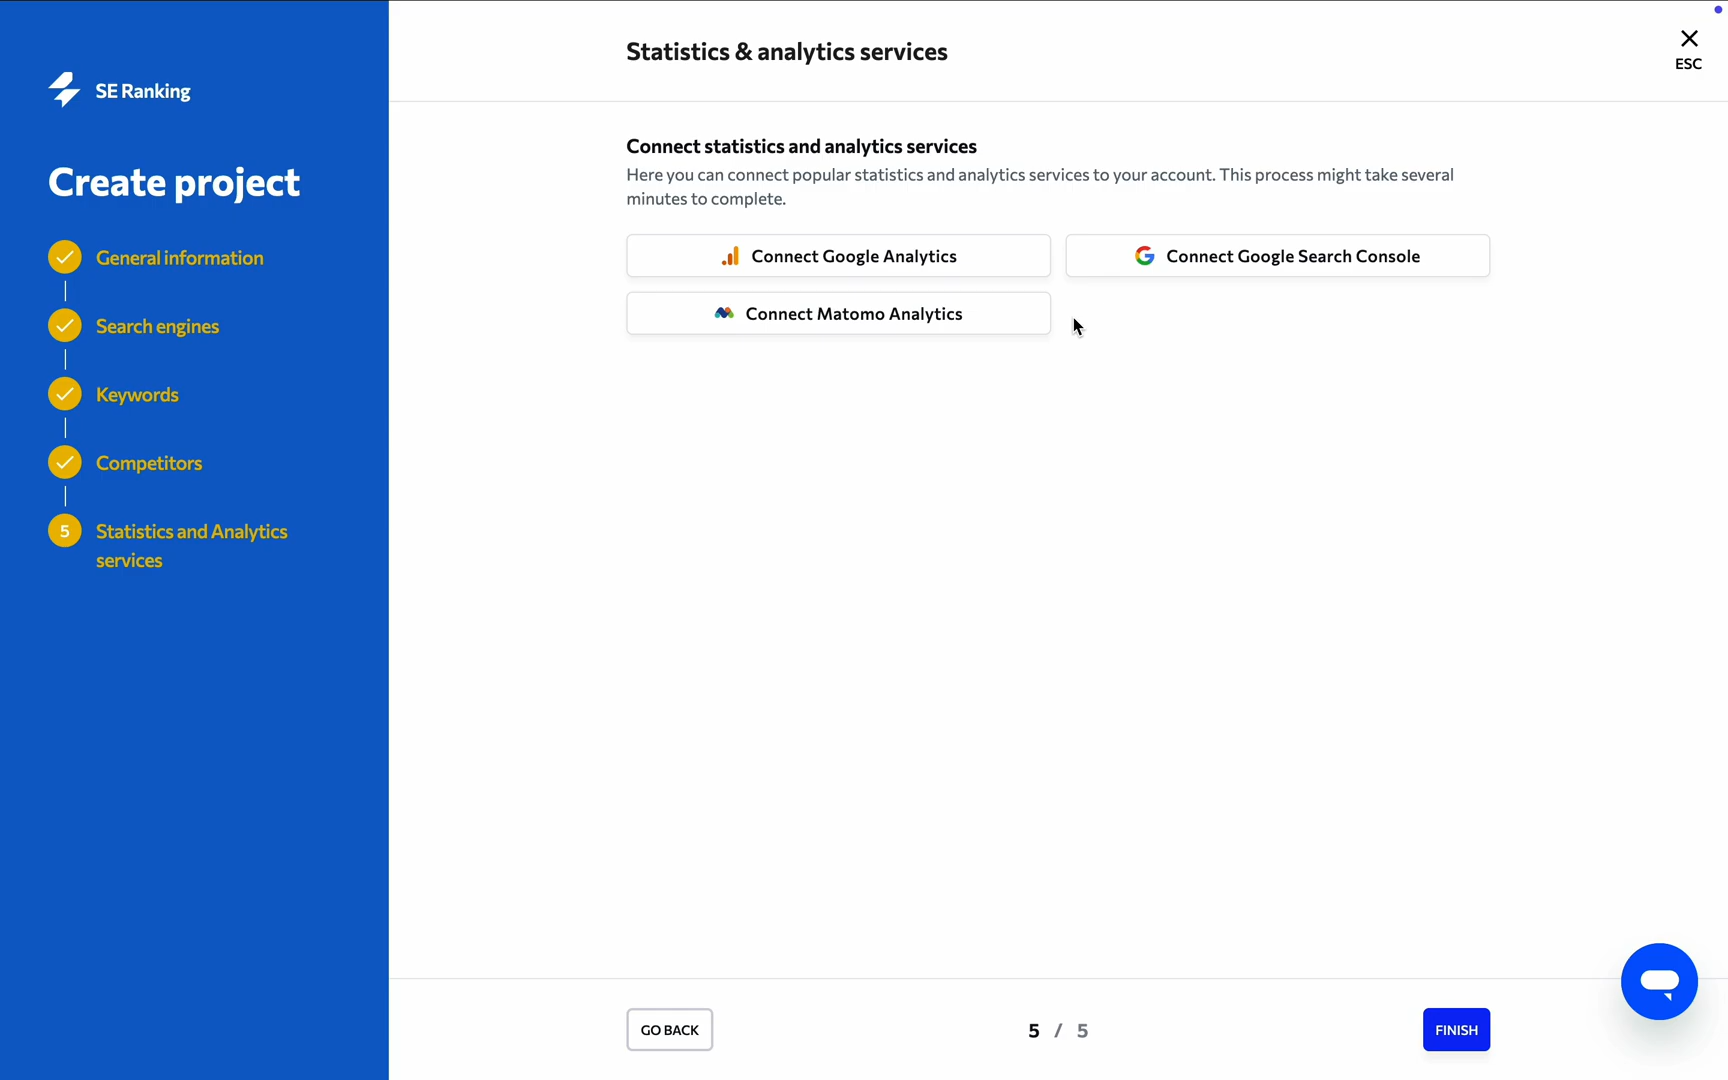 SE Ranking
Create project
General information
Search engines
Keywords
Competitors
5
Statistics and Analytics
services
Statistics & analytics services
ESC
Connect statistics and analytics services
Here you can connect popular statistics and analytics services to your account. This process might take several
minutes to complete.
Connect Google Analytics
Connect Google Search Console
Connect Matomo Analytics
GO BACK
5 / 5
FINISH